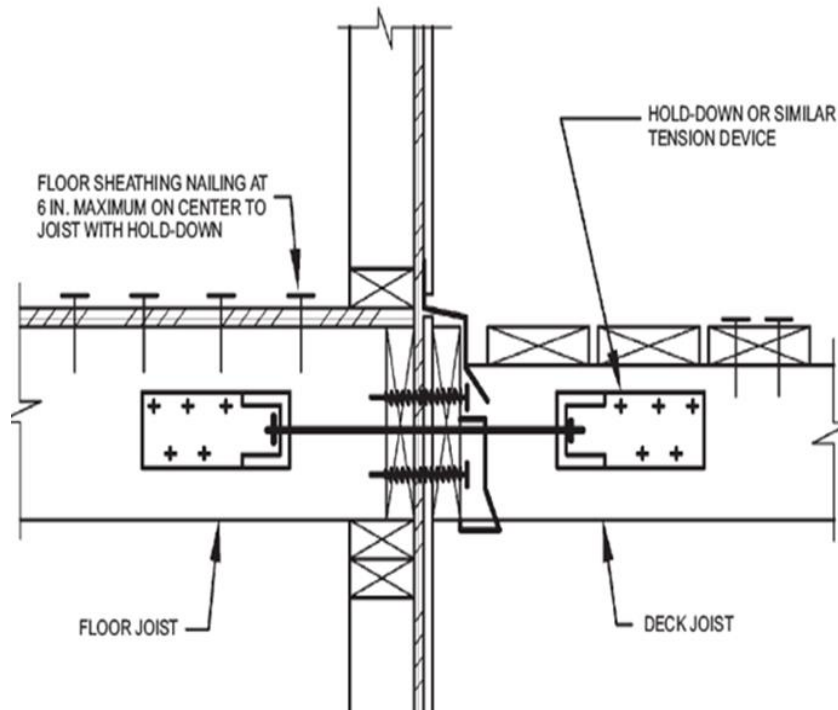 HOLD-DOWN OR SIMILAR
TENSION DEVICE
FLOOR SHEATHING NAILING AT
6 IN. MAXIMUM ON CENTER TO
JOIST WITH HOLD-DOWN
FLOOR JOIST
DECK JOIST